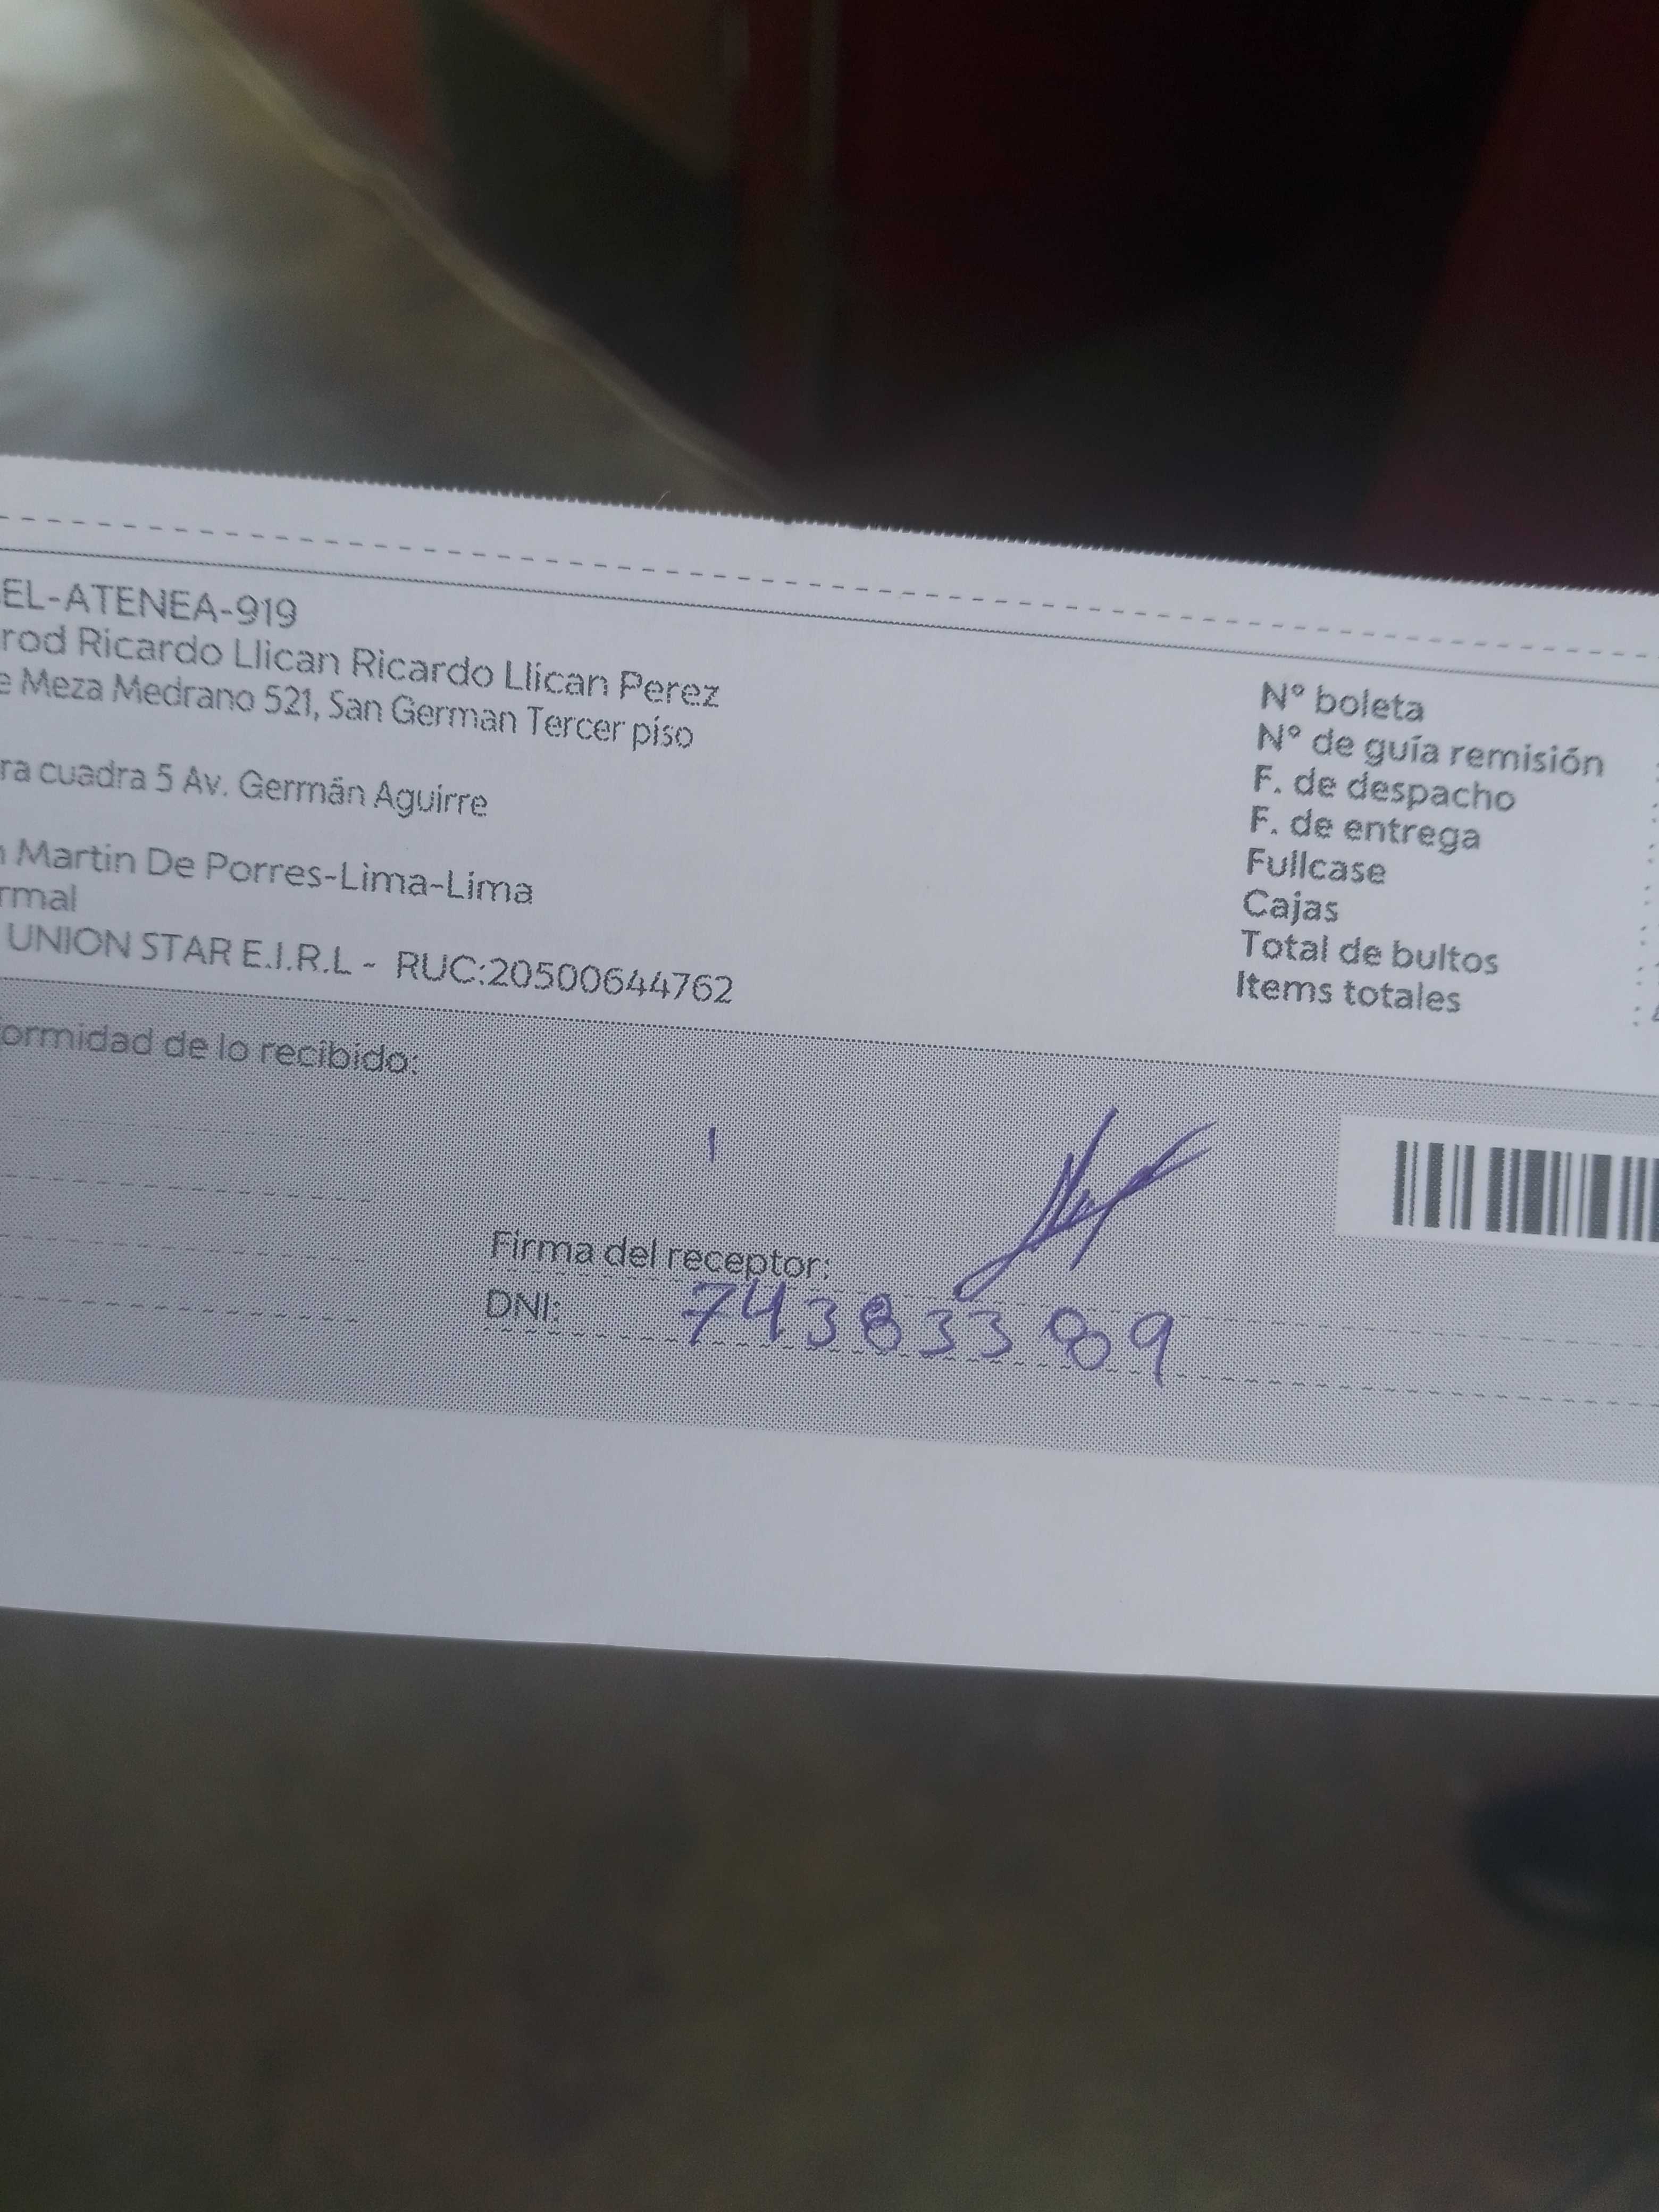 EL-ATENEA-919
rod Ricardo Llican Ricardo Llican Perez
e Meza Medrano 521, San German Tercer piso
ra cuadra 5 Av. Germán Aguirre
Martin De Porres-Lima-Lima
rmal
UNION STAR E.I.R.L - RUC:20500644762
N° boleta
N° de guía remisión :
F. de despacho :
F. de entrega :
Fullcase :
Cajas :
Total de bultos :
Items totales :
ormidad de lo recibido:
Firma del receptor:
DNI: 74383389